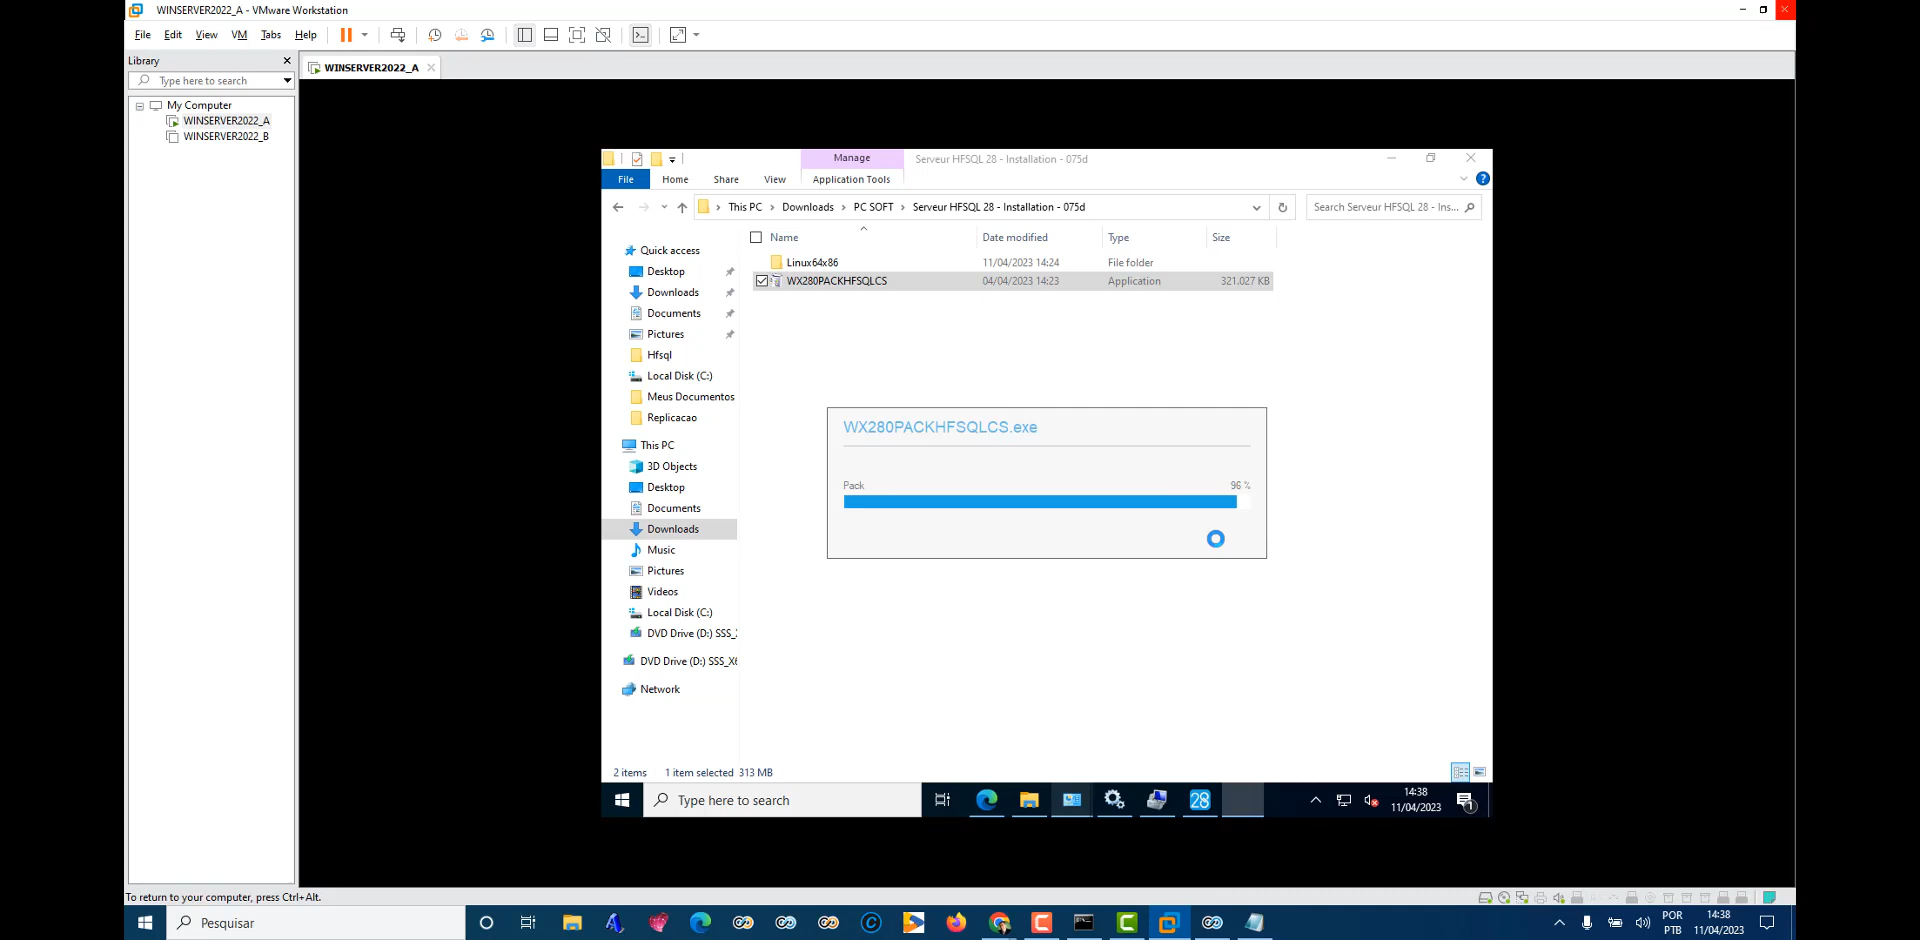 WINSERVER2022_A - VMware Workstation
File Edit View VM Tabs Help
Library
Type here to search
My Computer
WINSERVER2022_A
WINSERVER2022_B
WINSERVER2022_A
Manage
Serveur HFSQL 28 - Installation - 075d
File Home Share View Application Tools
This PC > Downloads > PC SOFT > Serveur HFSQL 28 - Installation - 075d
Search Serveur HFSQL 28 - Ins...
Name Date modified Type Size
Linux64x86 11/04/2023 14:24 File folder
WX280PACKHFSQLCS 04/04/2023 14:23 Application 321.027 KB
Quick access
Desktop
Downloads
Documents
Pictures
Hfsql
Local Disk (C:)
Meus Documentos
Replicacao
This PC
3D Objects
Desktop
Documents
Downloads
Music
Pictures
Videos
Local Disk (C:)
DVD Drive (D:) SSS_
DVD Drive (D:) SSS_X6
Network
WX280PACKHFSQLCS.exe
Pack 96 %
2 items 1 item selected 313 MB
Type here to search
28
14:38
11/04/2023
1
To return to your computer, press Ctrl+Alt.
Pesquisar
POR
PTB
14:38
11/04/2023